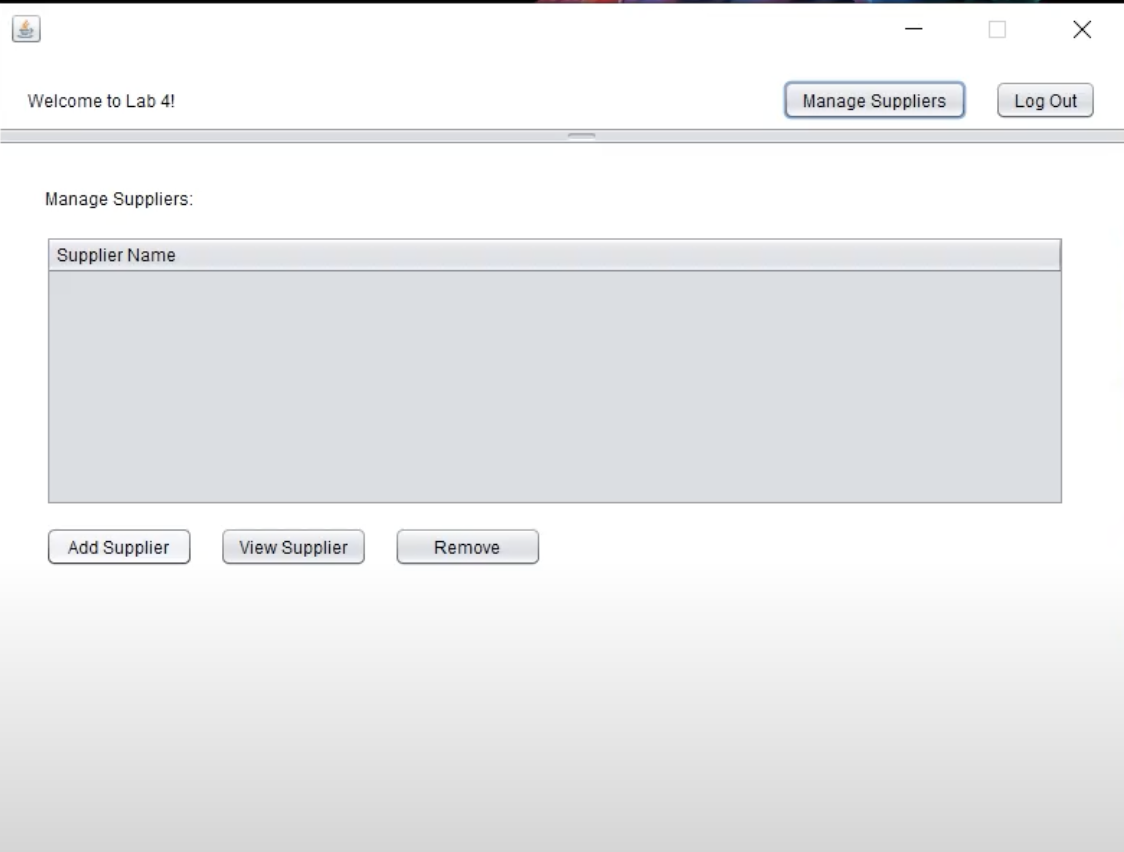 Welcome to Lab 4! Manage Suppliers Log Out
Manage Suppliers:
Supplier Name
Add Supplier View Supplier Remove